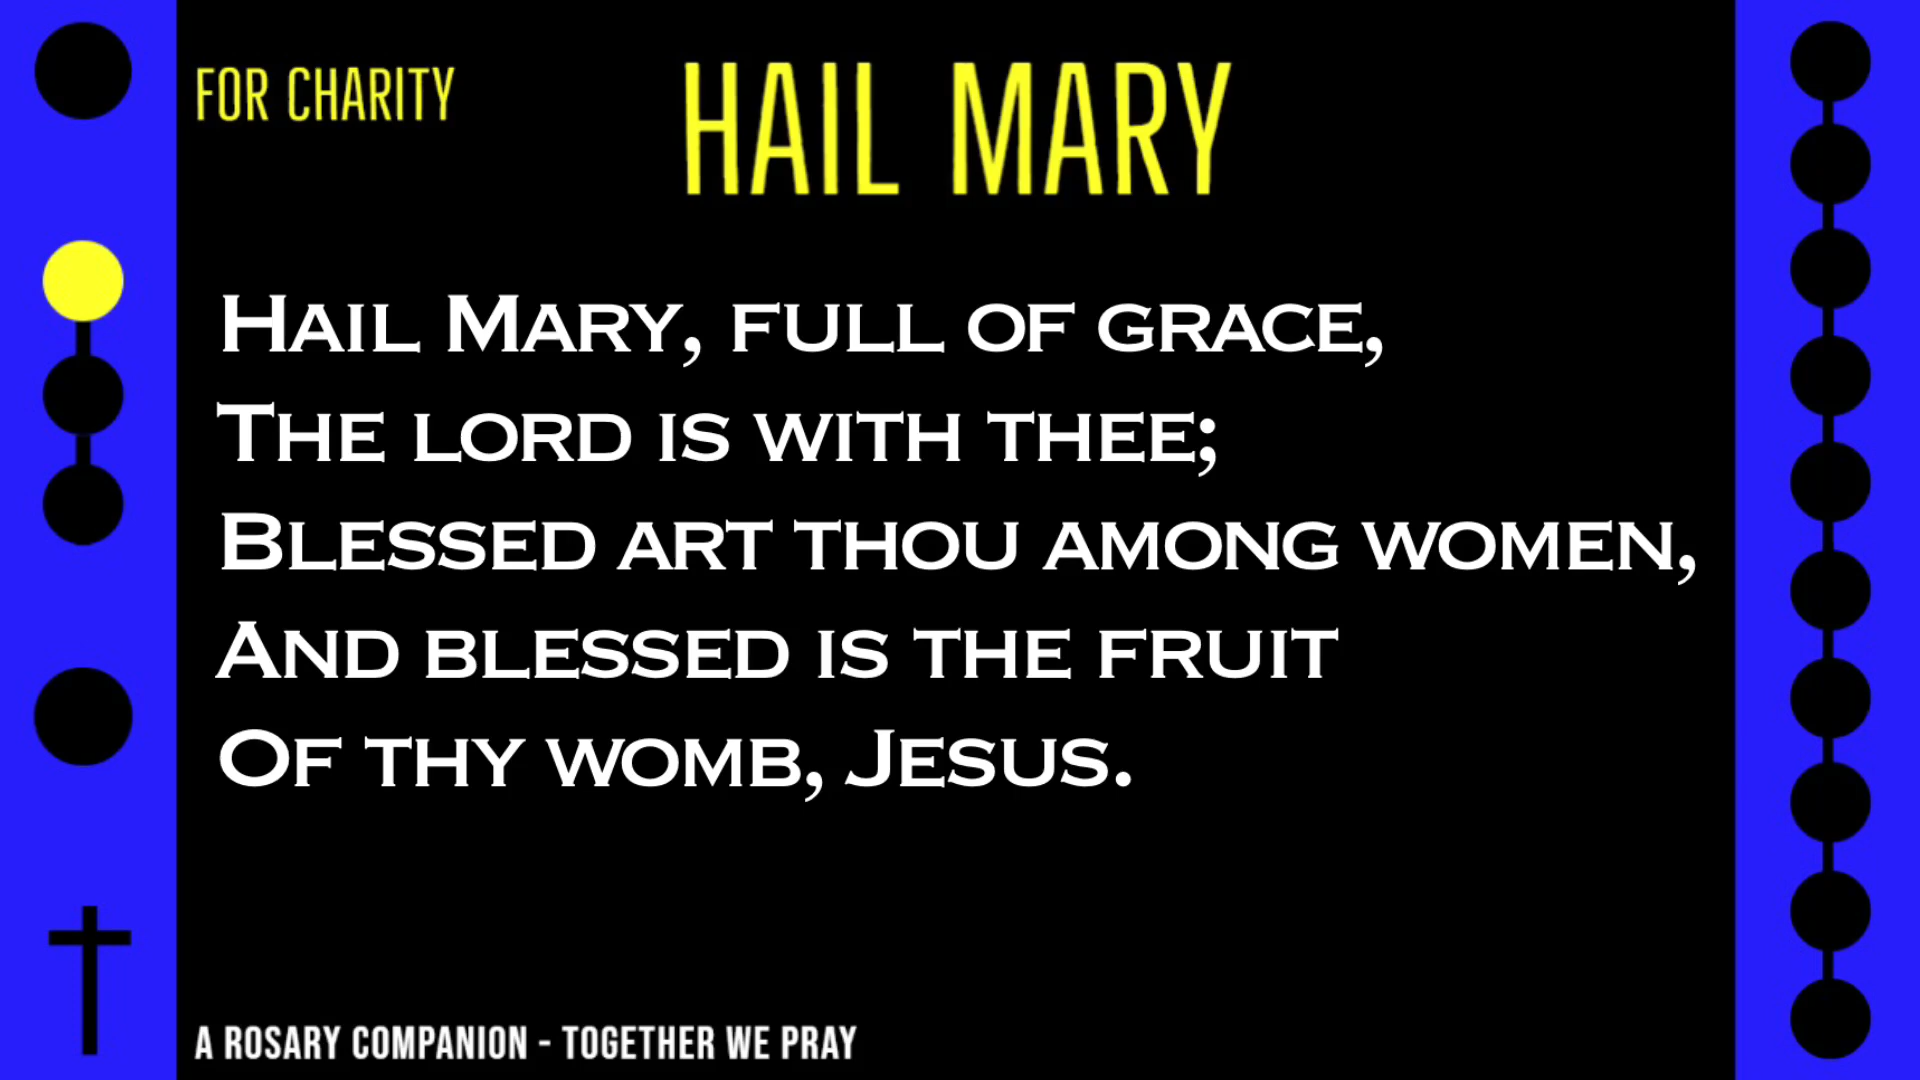 FOR CHARITY
HAIL MARY
Hail Mary, full of grace,
The lord is with thee;
Blessed art thou among women,
And blessed is the fruit
Of thy womb, Jesus.
A ROSARY COMPANION - TOGETHER WE PRAY